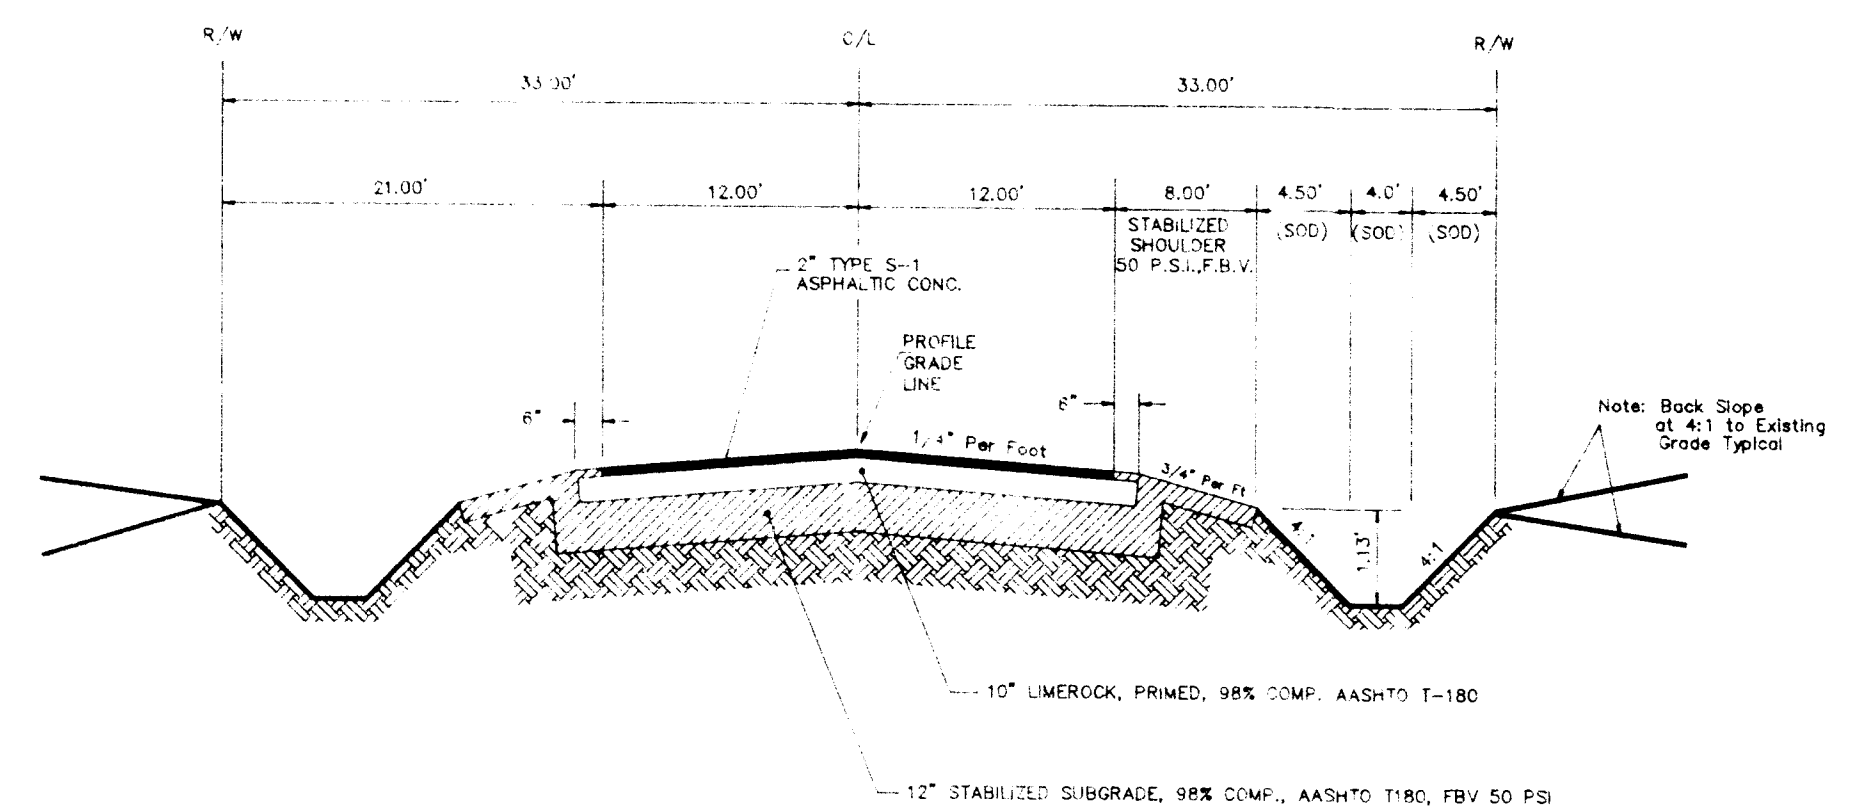 R/W
C/L
R/W
33.00'
33.00'
21.00'
12.00'
12.00'
8.00'
4.50'
4.0'
4.50'
STABILIZED
SHOULDER
50 P.S.I.,F.B.V.
(SOD)
(SOD)
(SOD)
2" TYPE S-1
ASPHALTIC CONC.
PROFILE
GRADE
LINE
6"
6"
1/4" Per Foot
3/4" Per Ft
Note: Back Slope
at 4:1 to Existing
Grade Typical
4:1
1.13'
4:1
10" LIMEROCK, PRIMED, 98% COMP. AASHTO T-180
12" STABILIZED SUBGRADE, 98% COMP., AASHTO T180, FBV 50 PSI